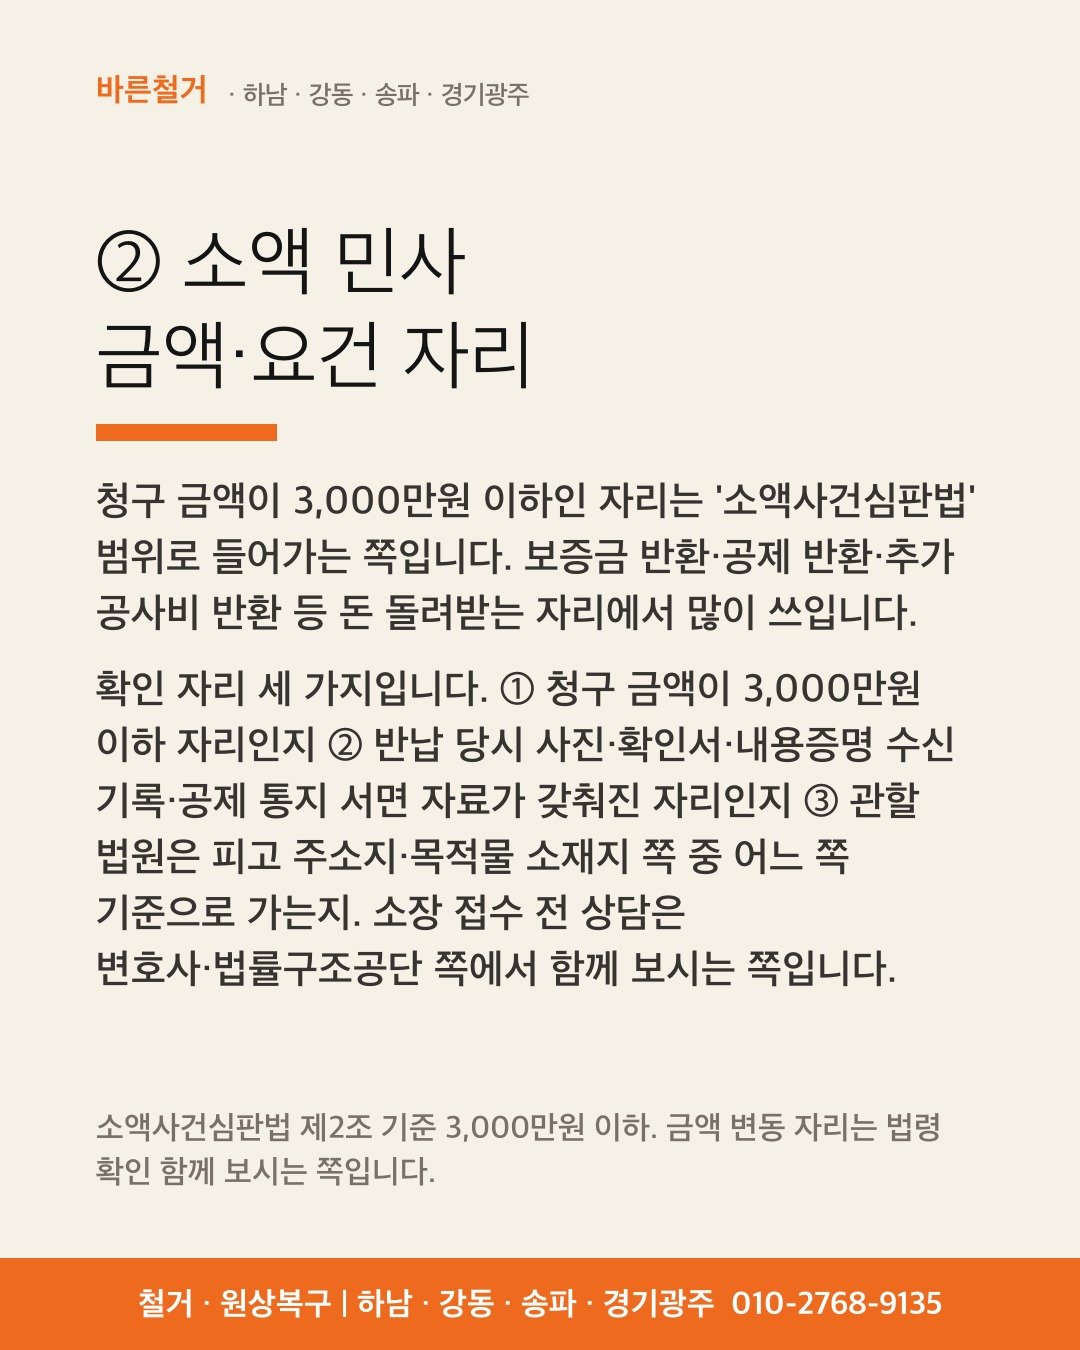 바른철거 · 하남 · 강동 · 송파 · 경기광주
② 소액 민사
금액·요건 자리
청구 금액이 3,000만원 이하인 자리는 '소액사건심판법'
범위로 들어가는 쪽입니다. 보증금 반환·공제 반환·추가
공사비 반환 등 돈 돌려받는 자리에서 많이 쓰입니다.
확인 자리 세 가지입니다. ① 청구 금액이 3,000만원
이하 자리인지 ② 반납 당시 사진·확인서·내용증명 수신
기록·공제 통지 서면 자료가 갖춰진 자리인지 ③ 관할
법원은 피고 주소지·목적물 소재지 쪽 중 어느 쪽
기준으로 가는지. 소장 접수 전 상담은
변호사·법률구조공단 쪽에서 함께 보시는 쪽입니다.
소액사건심판법 제2조 기준 3,000만원 이하. 금액 변동 자리는 법령
확인 함께 보시는 쪽입니다.
철거 · 원상복구 | 하남 · 강동 · 송파 · 경기광주 010-2768-9135